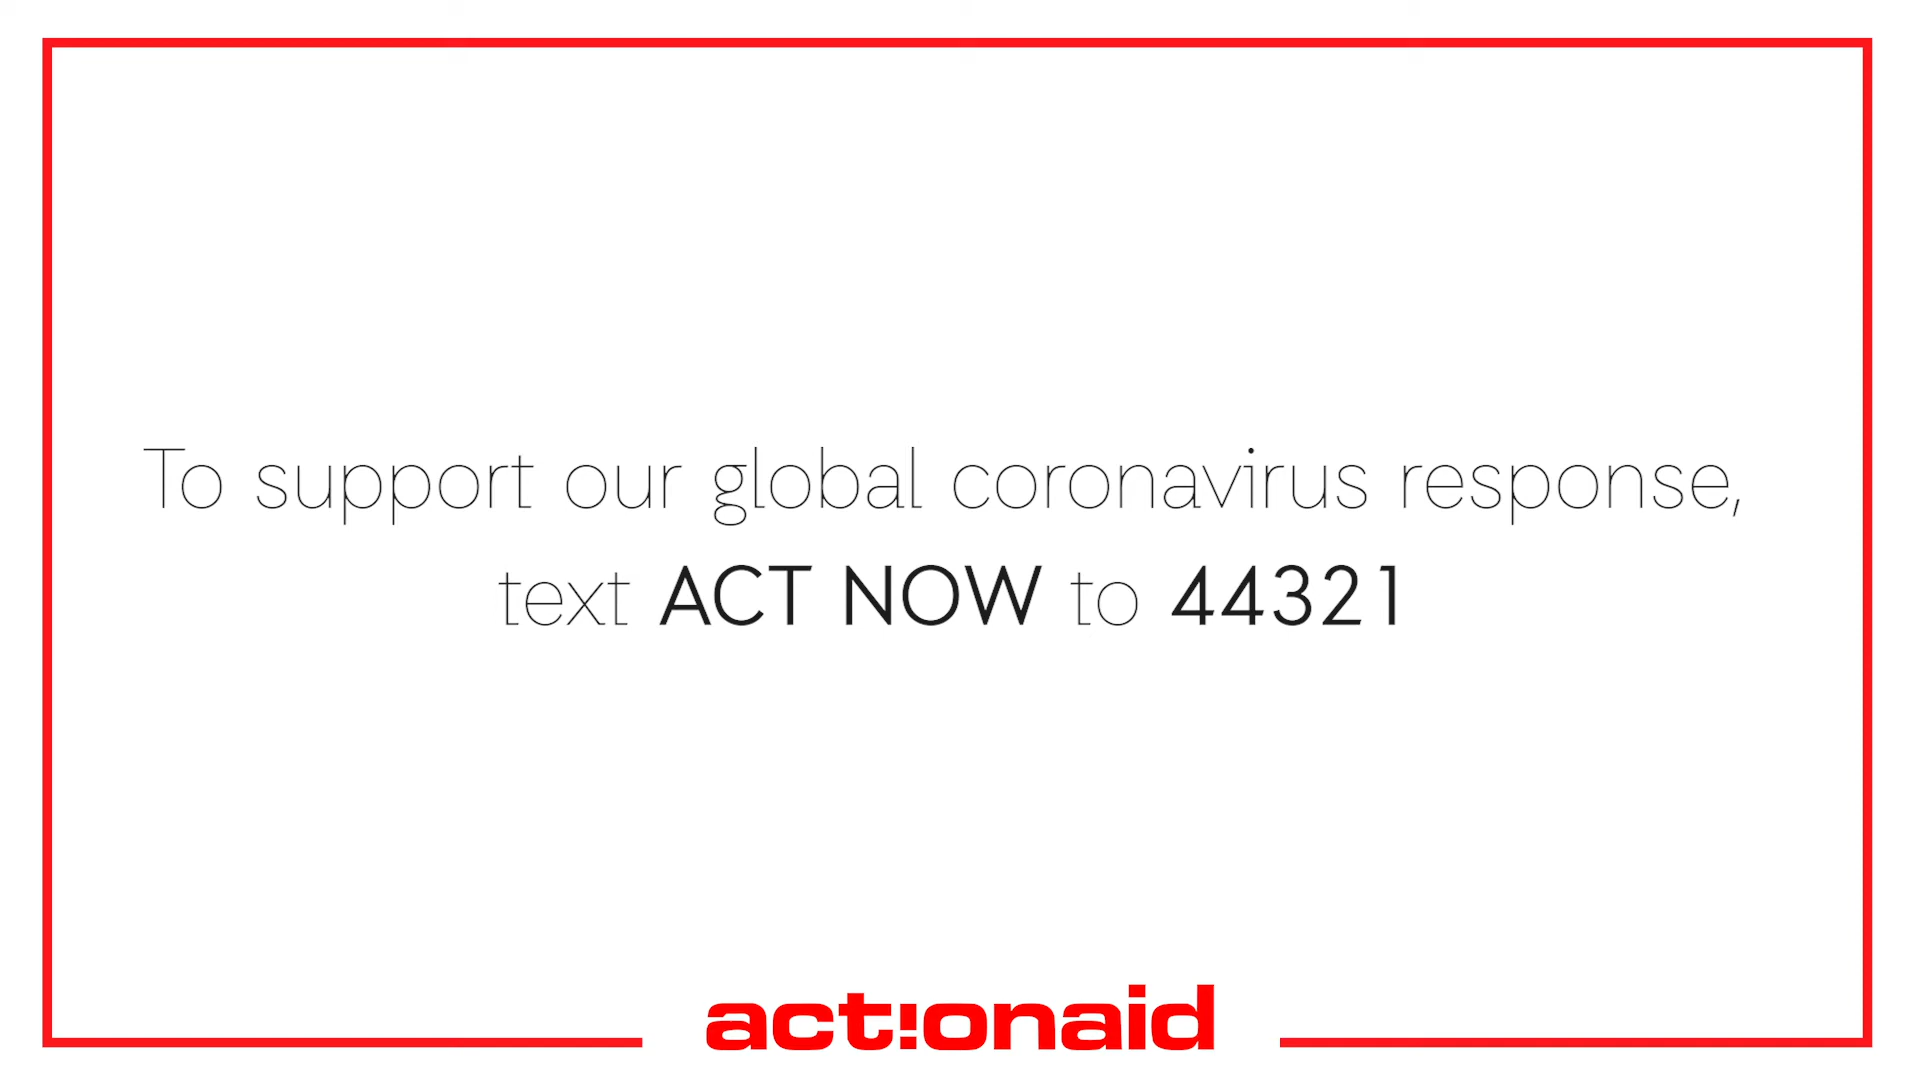 To support our global coronavirus response,
text ACT NOW to 44321
act!onaid